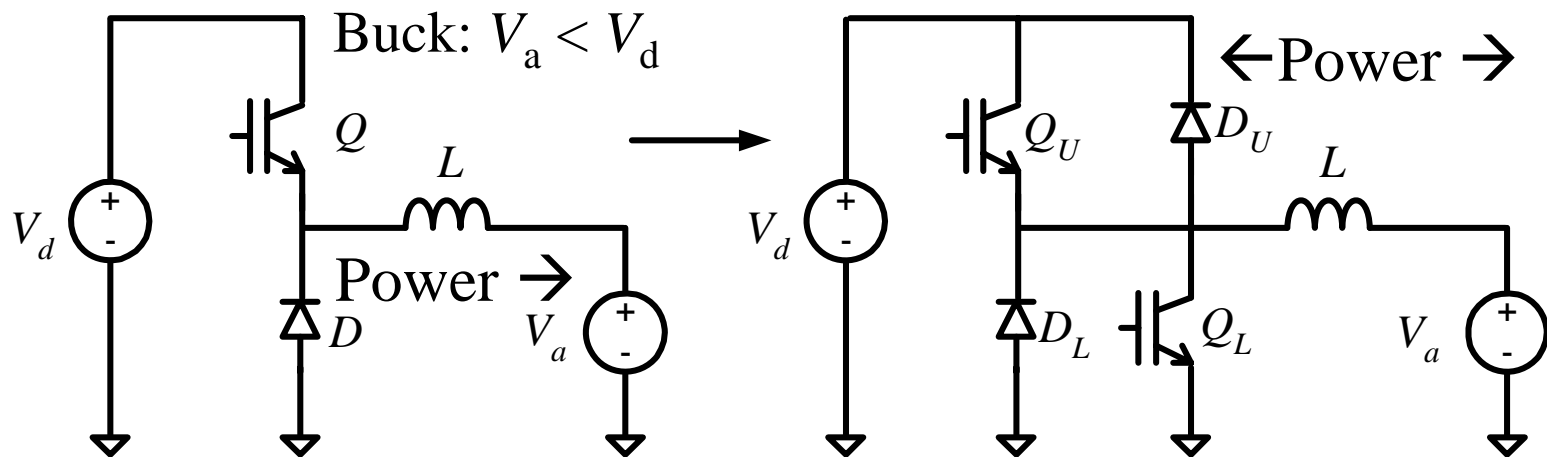 Buck: Va < Vd
Q
L
Vd
+
-
Power →
D
Va
+
-
← Power →
QU
DU
L
Vd
+
-
DL
QL
Va
+
-